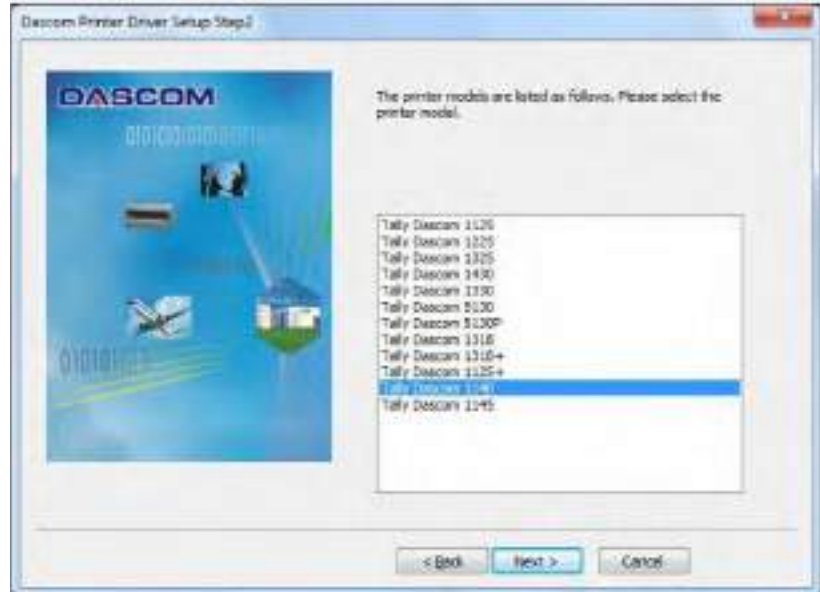 Dascom Printer Driver Setup Step2
DASCOM
The printer models are listed as follows. Please select the
printer model.
Tally Dascom 1125
Tally Dascom 1225
Tally Dascom 1325
Tally Dascom 1430
Tally Dascom 1330
Tally Dascom 5130
Tally Dascom 5130P
Tally Dascom 1318
Tally Dascom 1318+
Tally Dascom 1125+
Tally Dascom 1140
Tally Dascom 1145
< Back
Next >
Cancel